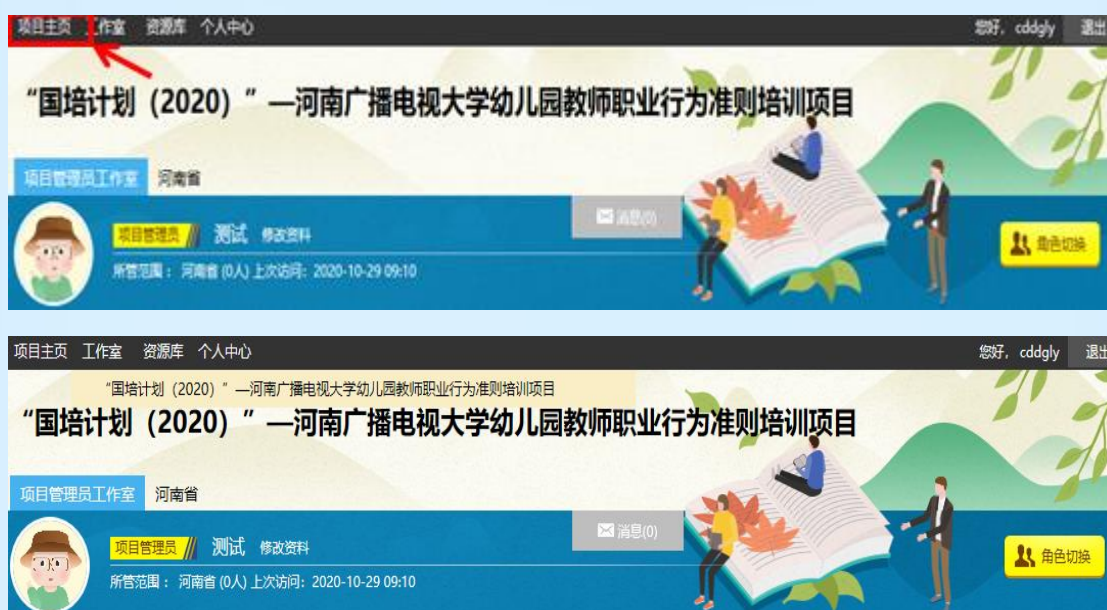 项目主页 工作室 资源库 个人中心 您好，cddgly 退出
“国培计划（2020）”—河南广播电视大学幼儿园教师职业行为准则培训项目
项目管理员工作室 河南省
消息(0)
项目管理员 测试 修改资料
角色切换
所管范围： 河南省 (0人) 上次访问：2020-10-29 09:10
项目主页 工作室 资源库 个人中心 您好，cddgly 退出
“国培计划（2020）”—河南广播电视大学幼儿园教师职业行为准则培训项目
“国培计划（2020）”—河南广播电视大学幼儿园教师职业行为准则培训项目
项目管理员工作室 河南省
消息(0)
项目管理员 测试 修改资料
角色切换
所管范围： 河南省 (0人) 上次访问：2020-10-29 09:10